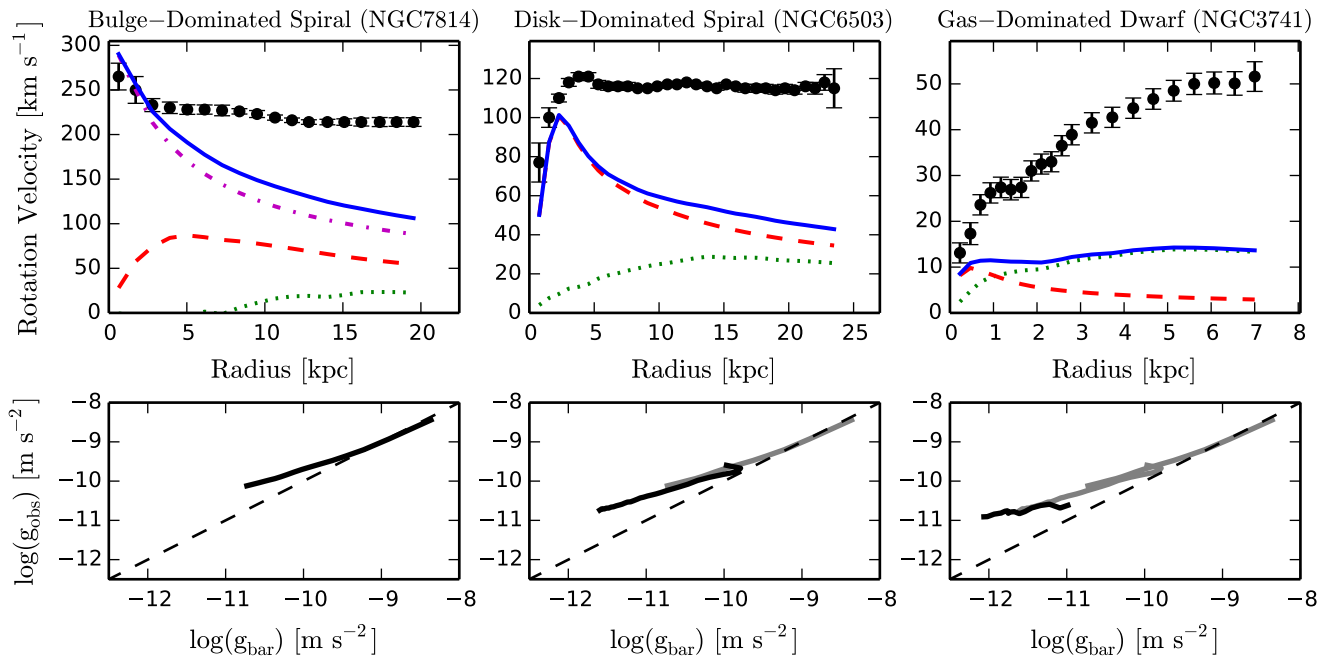 Bulge−Dominated Spiral (NGC7814)
Disk−Dominated Spiral (NGC6503)
Gas−Dominated Dwarf (NGC3741)
Rotation Velocity [km s⁻¹]
300
250
200
150
100
50
0
0 5 10 15 20
Radius [kpc]
120
100
80
60
40
20
0
0 5 10 15 20 25
Radius [kpc]
50
40
30
20
10
0
0 1 2 3 4 5 6 7 8
Radius [kpc]
log(g_obs) [m s⁻²]
−8
−9
−10
−11
−12
−12 −11 −10 −9 −8
log(g_bar) [m s⁻²]
−8
−9
−10
−11
−12
−12 −11 −10 −9 −8
log(g_bar) [m s⁻²]
−8
−9
−10
−11
−12
−12 −11 −10 −9 −8
log(g_bar) [m s⁻²]